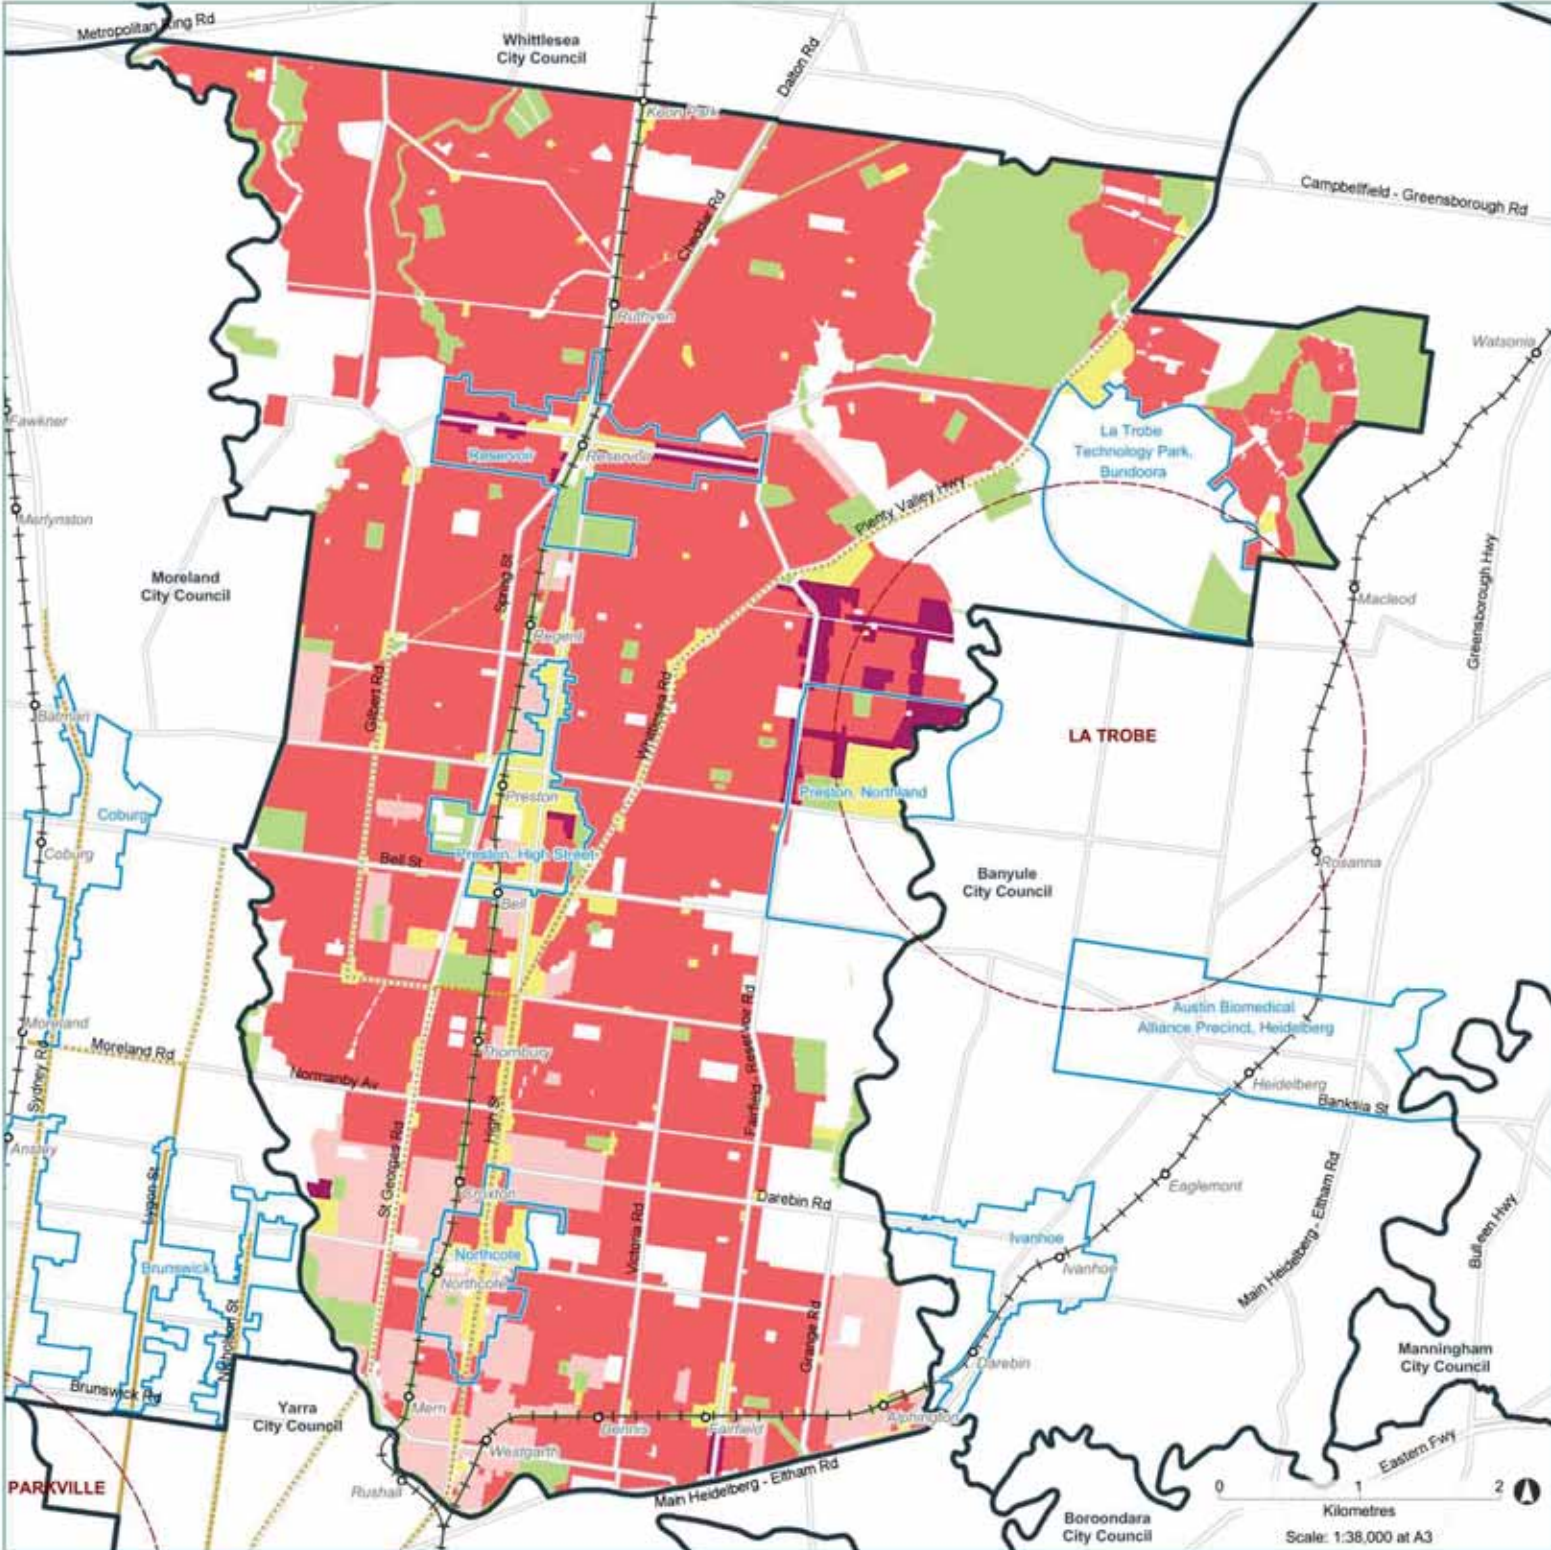 Metropolitan Ring Rd
Whittlesea
City Council
Dalton Rd
Keon Park
Campbellfield - Greensborough Rd
Cheddar Rd
Ruthven
Watsonia
Fawkner
La Trobe
Technology Park,
Bundoora
Reservoir
Reservoir
Plenty Valley Hwy
Merlynston
Spring St
Moreland
City Council
Macleod
Greensborough Hwy
Regent
Gilbert Rd
Whittlesea Rd
Batman
LA TROBE
Preston
Preston, Northland
Coburg
Coburg
Bell St
Preston, High Street
Rosanna
Banyule
City Council
Bell
Fairfield - Reservoir Rd
Austin Biomedical
Alliance Precinct, Heidelberg
Moreland
Moreland Rd
Sydney Rd
Thornbury
Normanby Av
Heidelberg
Banksia St
High St
St Georges Rd
Anstey
Lygon St
Croxton
Darebin Rd
Eaglemont
Main Heidelberg - Eltham Rd
Bulleen Hwy
Victoria Rd
Northcote
Northcote
Ivanhoe
Ivanhoe
Brunswick
Nicholson St
Grange Rd
Darebin
Manningham
City Council
Brunswick Rd
Yarra
City Council
Merri
Dennis
Fairfield
Alphington
Westgarth
Eastern Fwy
PARKVILLE
Rushall
Main Heidelberg - Eltham Rd
0 1 2
Kilometres
Boroondara
City Council
Scale: 1:38,000 at A3